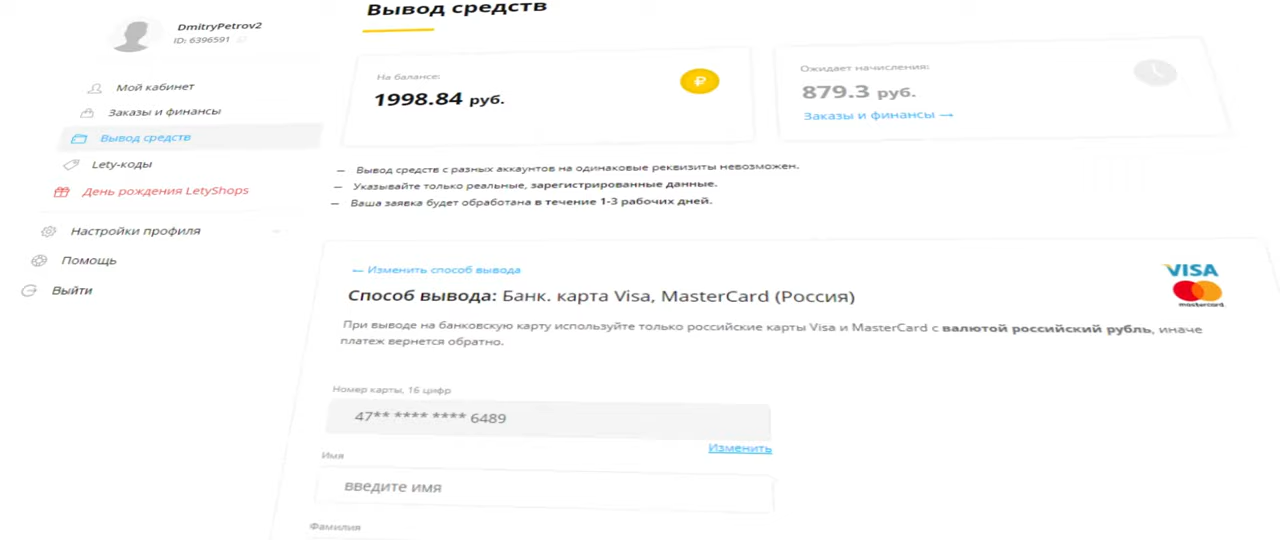 DmitryPetrov2
ID: 6396591
Мой кабинет
Заказы и финансы
Вывод средств
Lety-коды
День рождения LetyShops
Настройки профиля
Помощь
Выйти
Вывод средств
На балансе:
1998.84 руб.
₽
Ожидает начисления:
879.3 руб.
Заказы и финансы →
— Вывод средств с разных аккаунтов на одинаковые реквизиты невозможен.
— Указывайте только реальные, зарегистрированные данные.
— Ваша заявка будет обработана в течение 1-3 рабочих дней.
← Изменить способ вывода
VISA
mastercard.
Способ вывода: Банк. карта Visa, MasterCard (Россия)
При выводе на банковскую карту используйте только российские карты Visa и MasterCard с валютой российский рубль, иначе
платеж вернется обратно.
Номер карты, 16 цифр
47** **** **** 6489
Изменить
Имя
введите имя
Фамилия